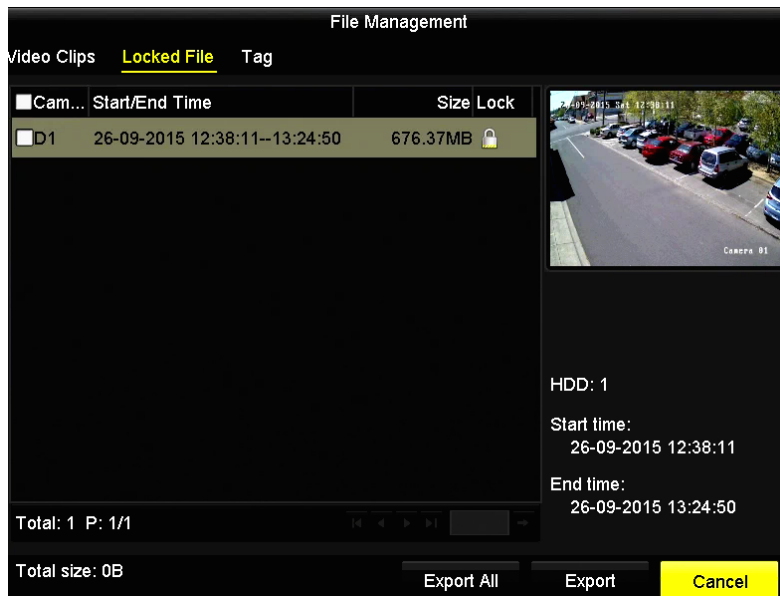 File Management
Video Clips Locked File Tag
Cam... Start/End Time Size Lock
D1 26-09-2015 12:38:11--13:24:50 676.37MB
26-09-2015 Sat 12:38:11
Camera 01
HDD: 1
Start time:
26-09-2015 12:38:11
End time:
26-09-2015 13:24:50
Total: 1 P: 1/1
Total size: 0B
Export All Export Cancel